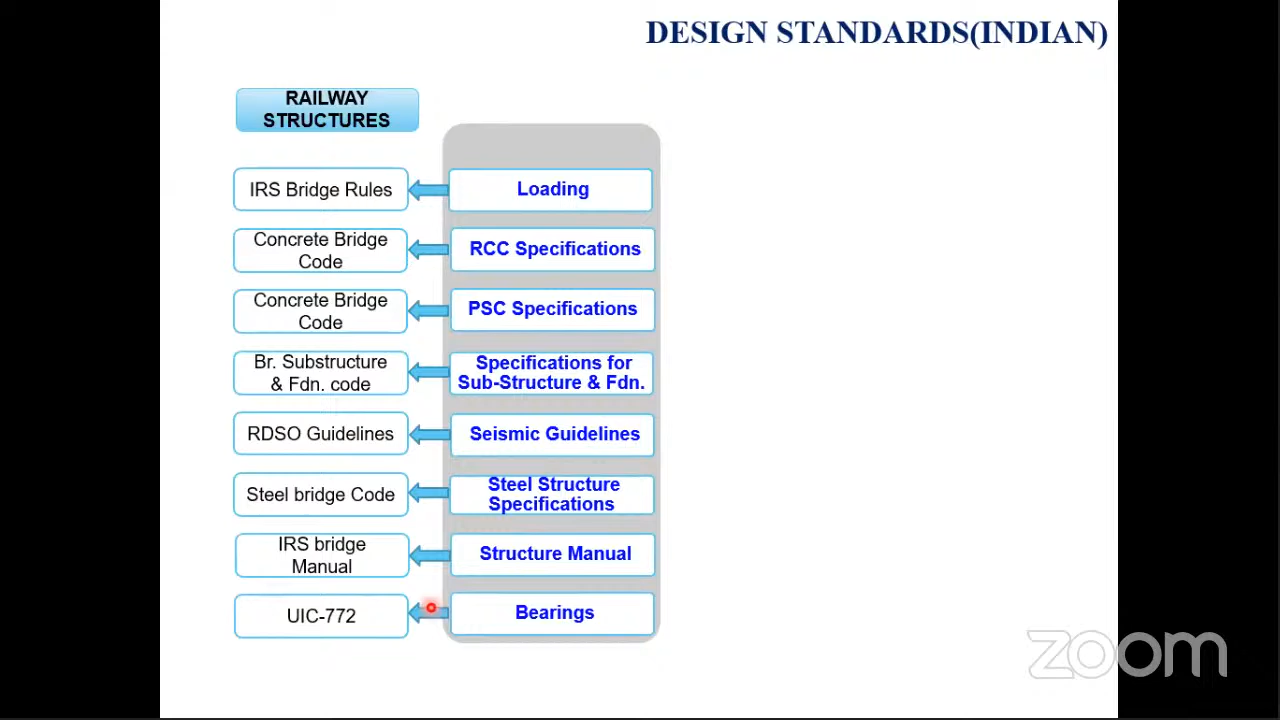 DESIGN STANDARDS(INDIAN)
RAILWAY
STRUCTURES
IRS Bridge Rules
Loading
Concrete Bridge
Code
RCC Specifications
Concrete Bridge
Code
PSC Specifications
Br. Substructure
& Fdn. code
Specifications for
Sub-Structure & Fdn.
RDSO Guidelines
Seismic Guidelines
Steel bridge Code
Steel Structure
Specifications
IRS bridge
Manual
Structure Manual
UIC-772
Bearings
zoom